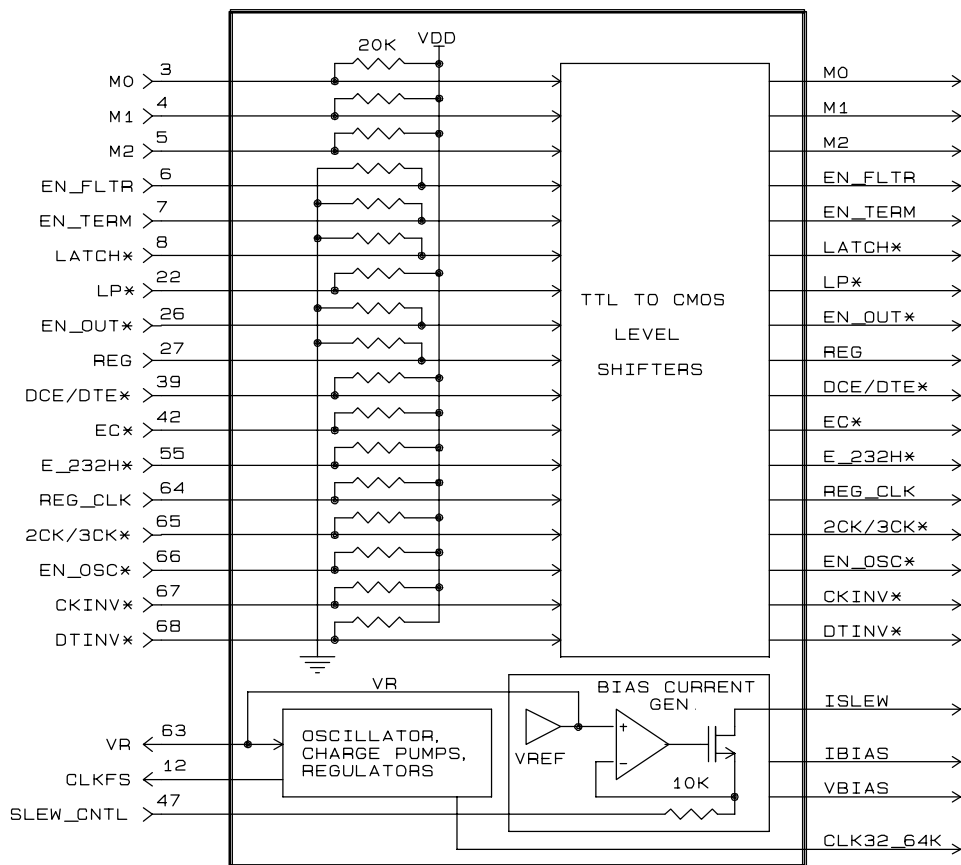 20K
VDD
M0 3 M0
M1 4 M1
M2 5 M2
EN_FLTR 6 EN_FLTR
EN_TERM 7 EN_TERM
LATCH* 8 LATCH*
LP* 22 LP*
EN_OUT* 26 EN_OUT*
REG 27 REG
DCE/DTE* 39 DCE/DTE*
EC* 42 EC*
E_232H* 55 E_232H*
REG_CLK 64 REG_CLK
2CK/3CK* 65 2CK/3CK*
EN_OSC* 66 EN_OSC*
CKINV* 67 CKINV*
DTINV* 68 DTINV*
TTL TO CMOS
LEVEL
SHIFTERS
VR
BIAS CURRENT
GEN.
ISLEW
VR 63
OSCILLATOR,
CHARGE PUMPS,
REGULATORS
VREF
+
−
10K
IBIAS
CLKFS 12
VBIAS
SLEW_CNTL 47
CLK32_64K